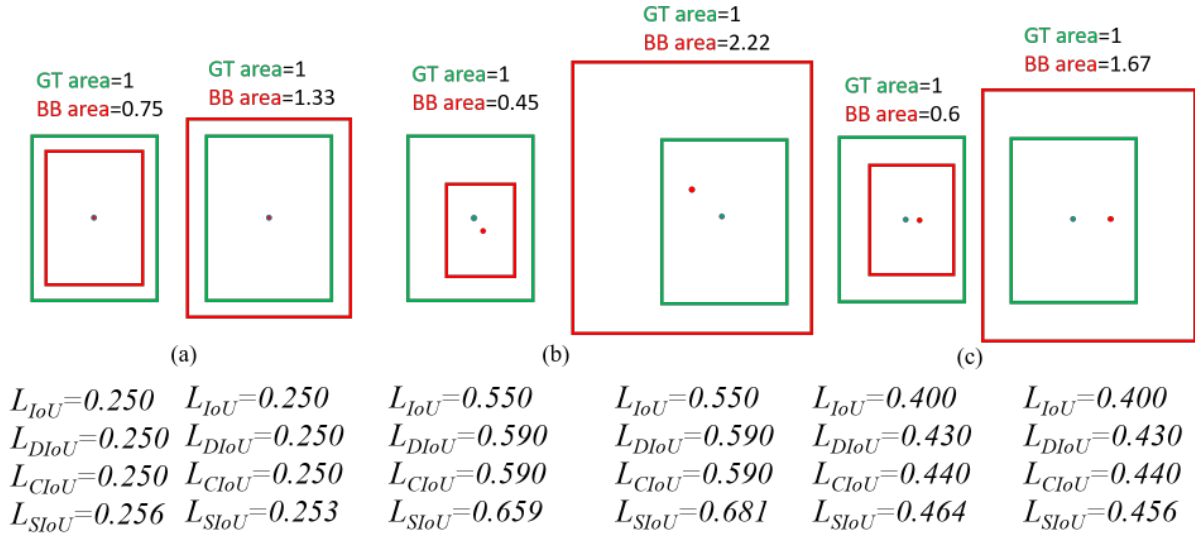 GT area=1
BB area=0.75
GT area=1
BB area=1.33
GT area=1
BB area=0.45
GT area=1
BB area=2.22
GT area=1
BB area=0.6
GT area=1
BB area=1.67
(a)
(b)
(c)
L_IoU=0.250
L_DIoU=0.250
L_CIoU=0.250
L_SIoU=0.256
L_IoU=0.250
L_DIoU=0.250
L_CIoU=0.250
L_SIoU=0.253
L_IoU=0.550
L_DIoU=0.590
L_CIoU=0.590
L_SIoU=0.659
L_IoU=0.550
L_DIoU=0.590
L_CIoU=0.590
L_SIoU=0.681
L_IoU=0.400
L_DIoU=0.430
L_CIoU=0.440
L_SIoU=0.464
L_IoU=0.400
L_DIoU=0.430
L_CIoU=0.440
L_SIoU=0.456